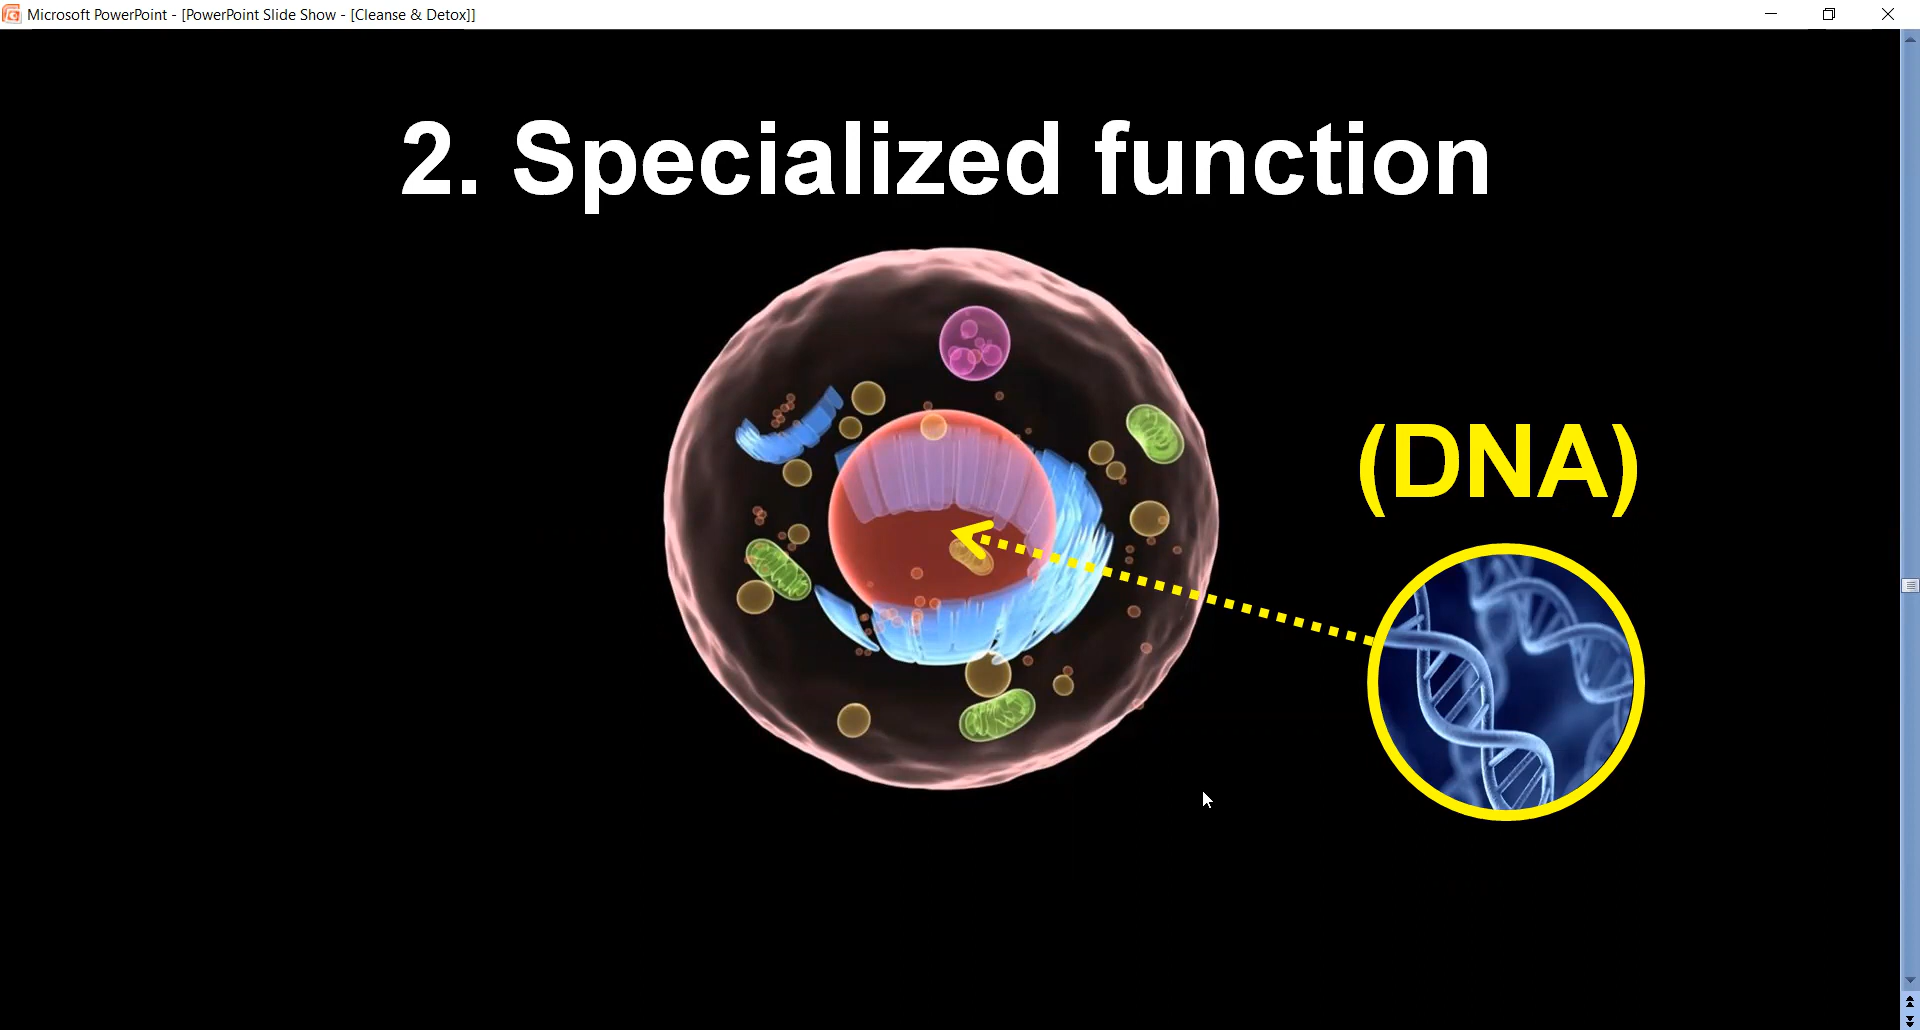 Microsoft PowerPoint - [PowerPoint Slide Show - [Cleanse & Detox]]
2. Specialized function
(DNA)